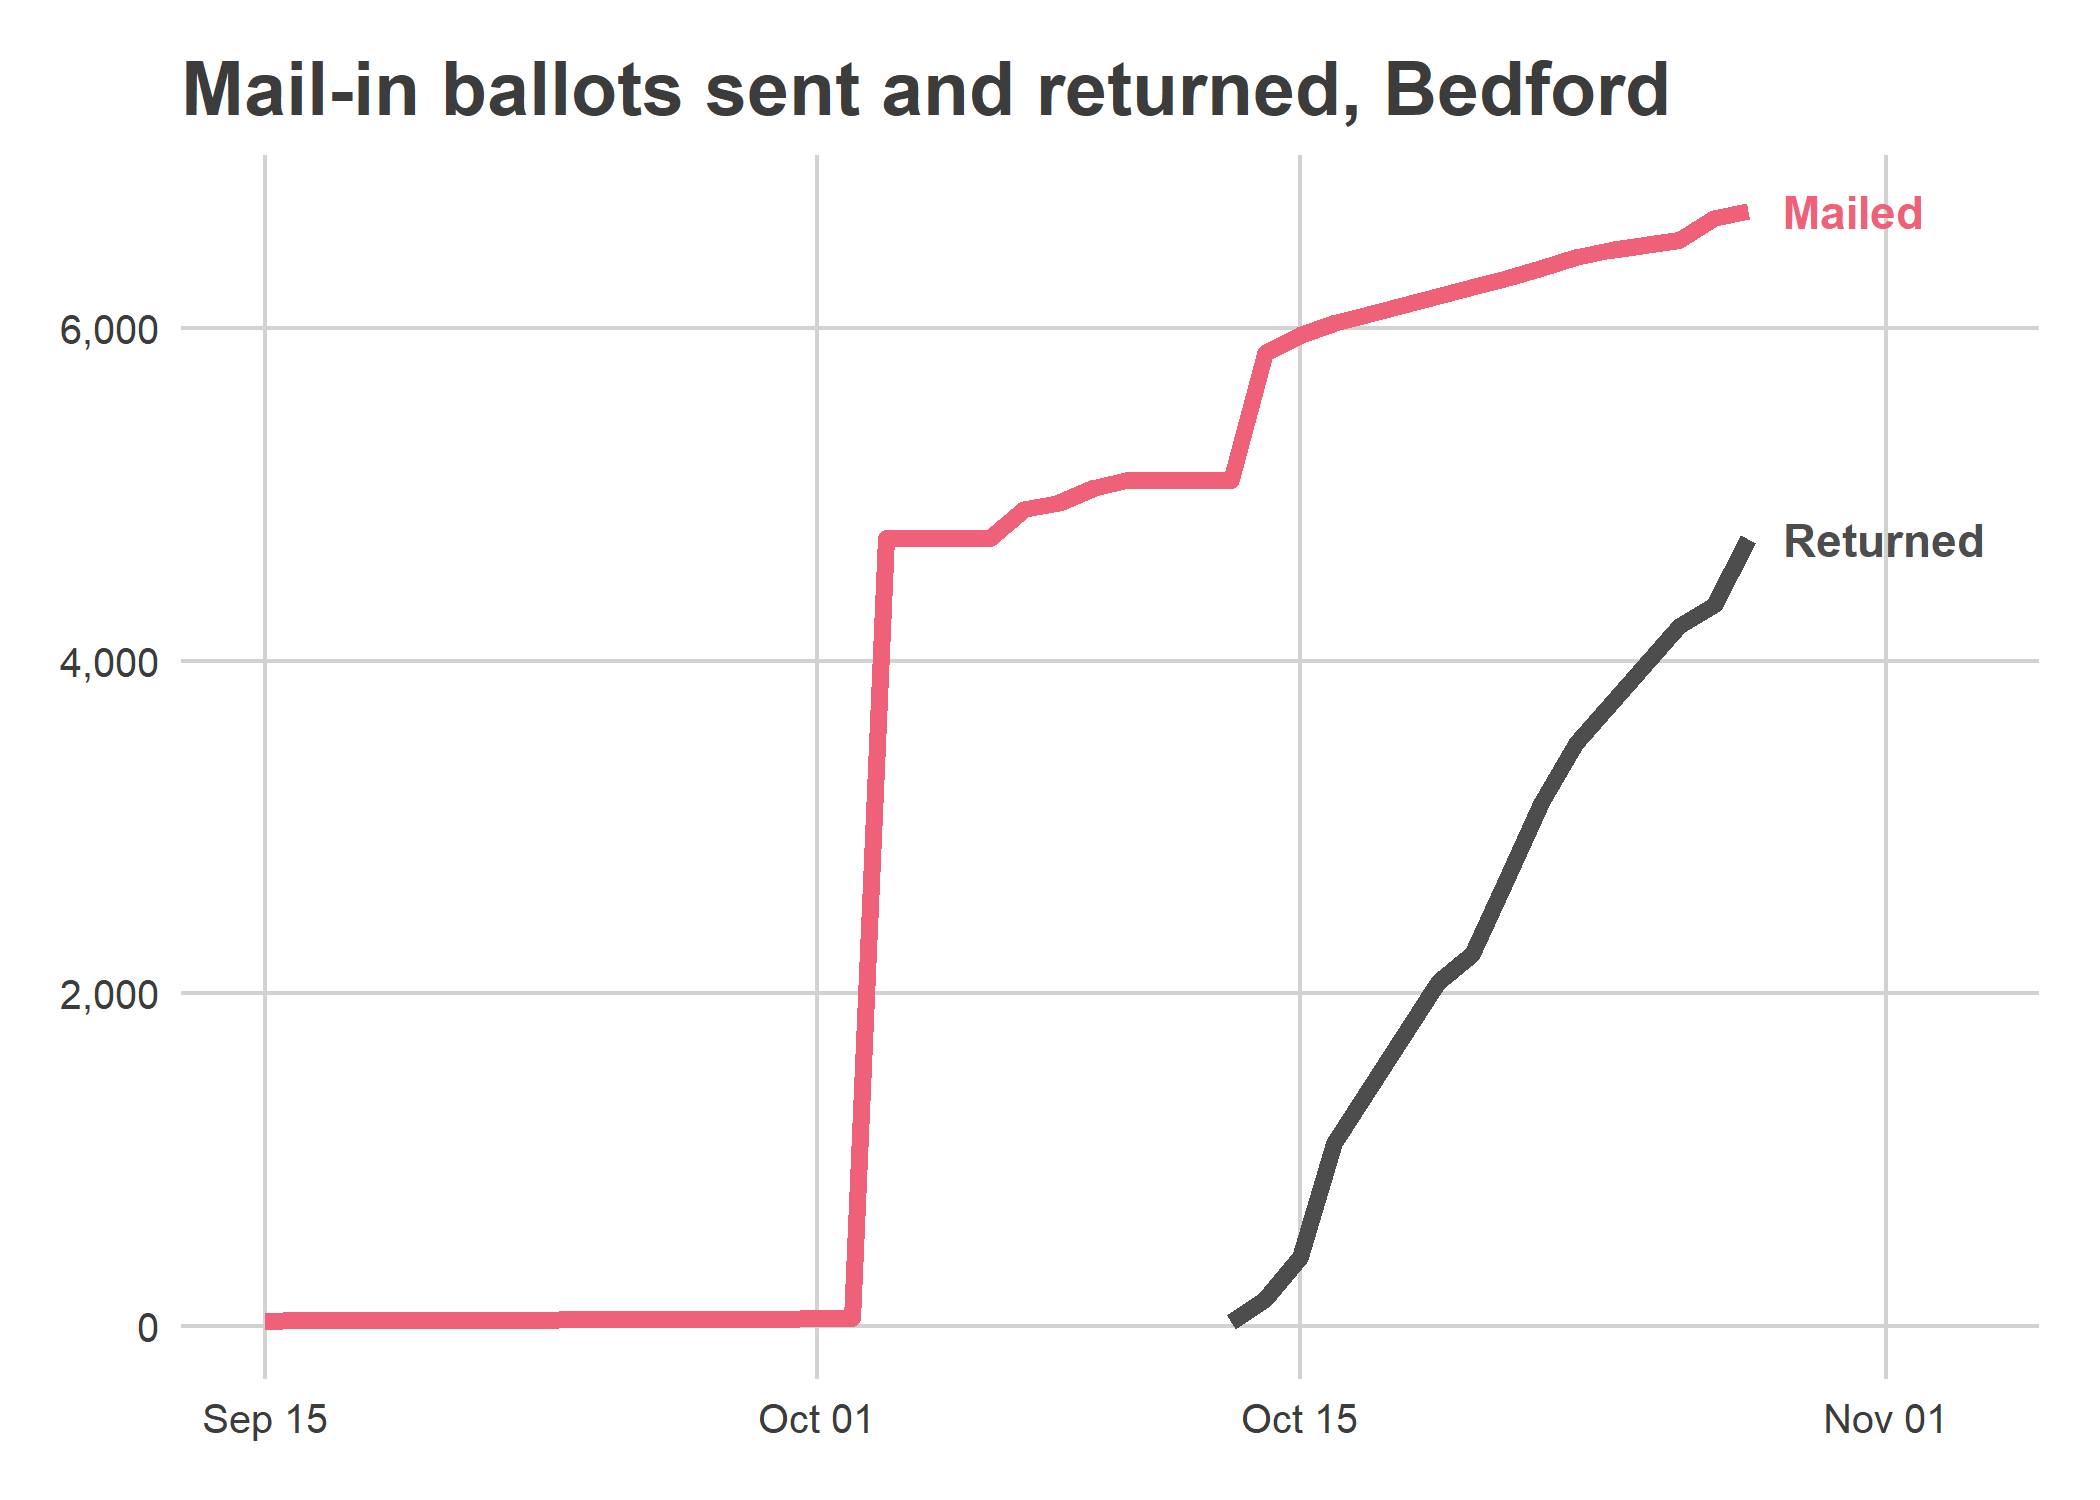 Mail-in ballots sent and returned, Bedford
Mailed
6,000
Returned
4,000
2,000
0
Sep 15
Oct 01
Oct 15
Nov 01